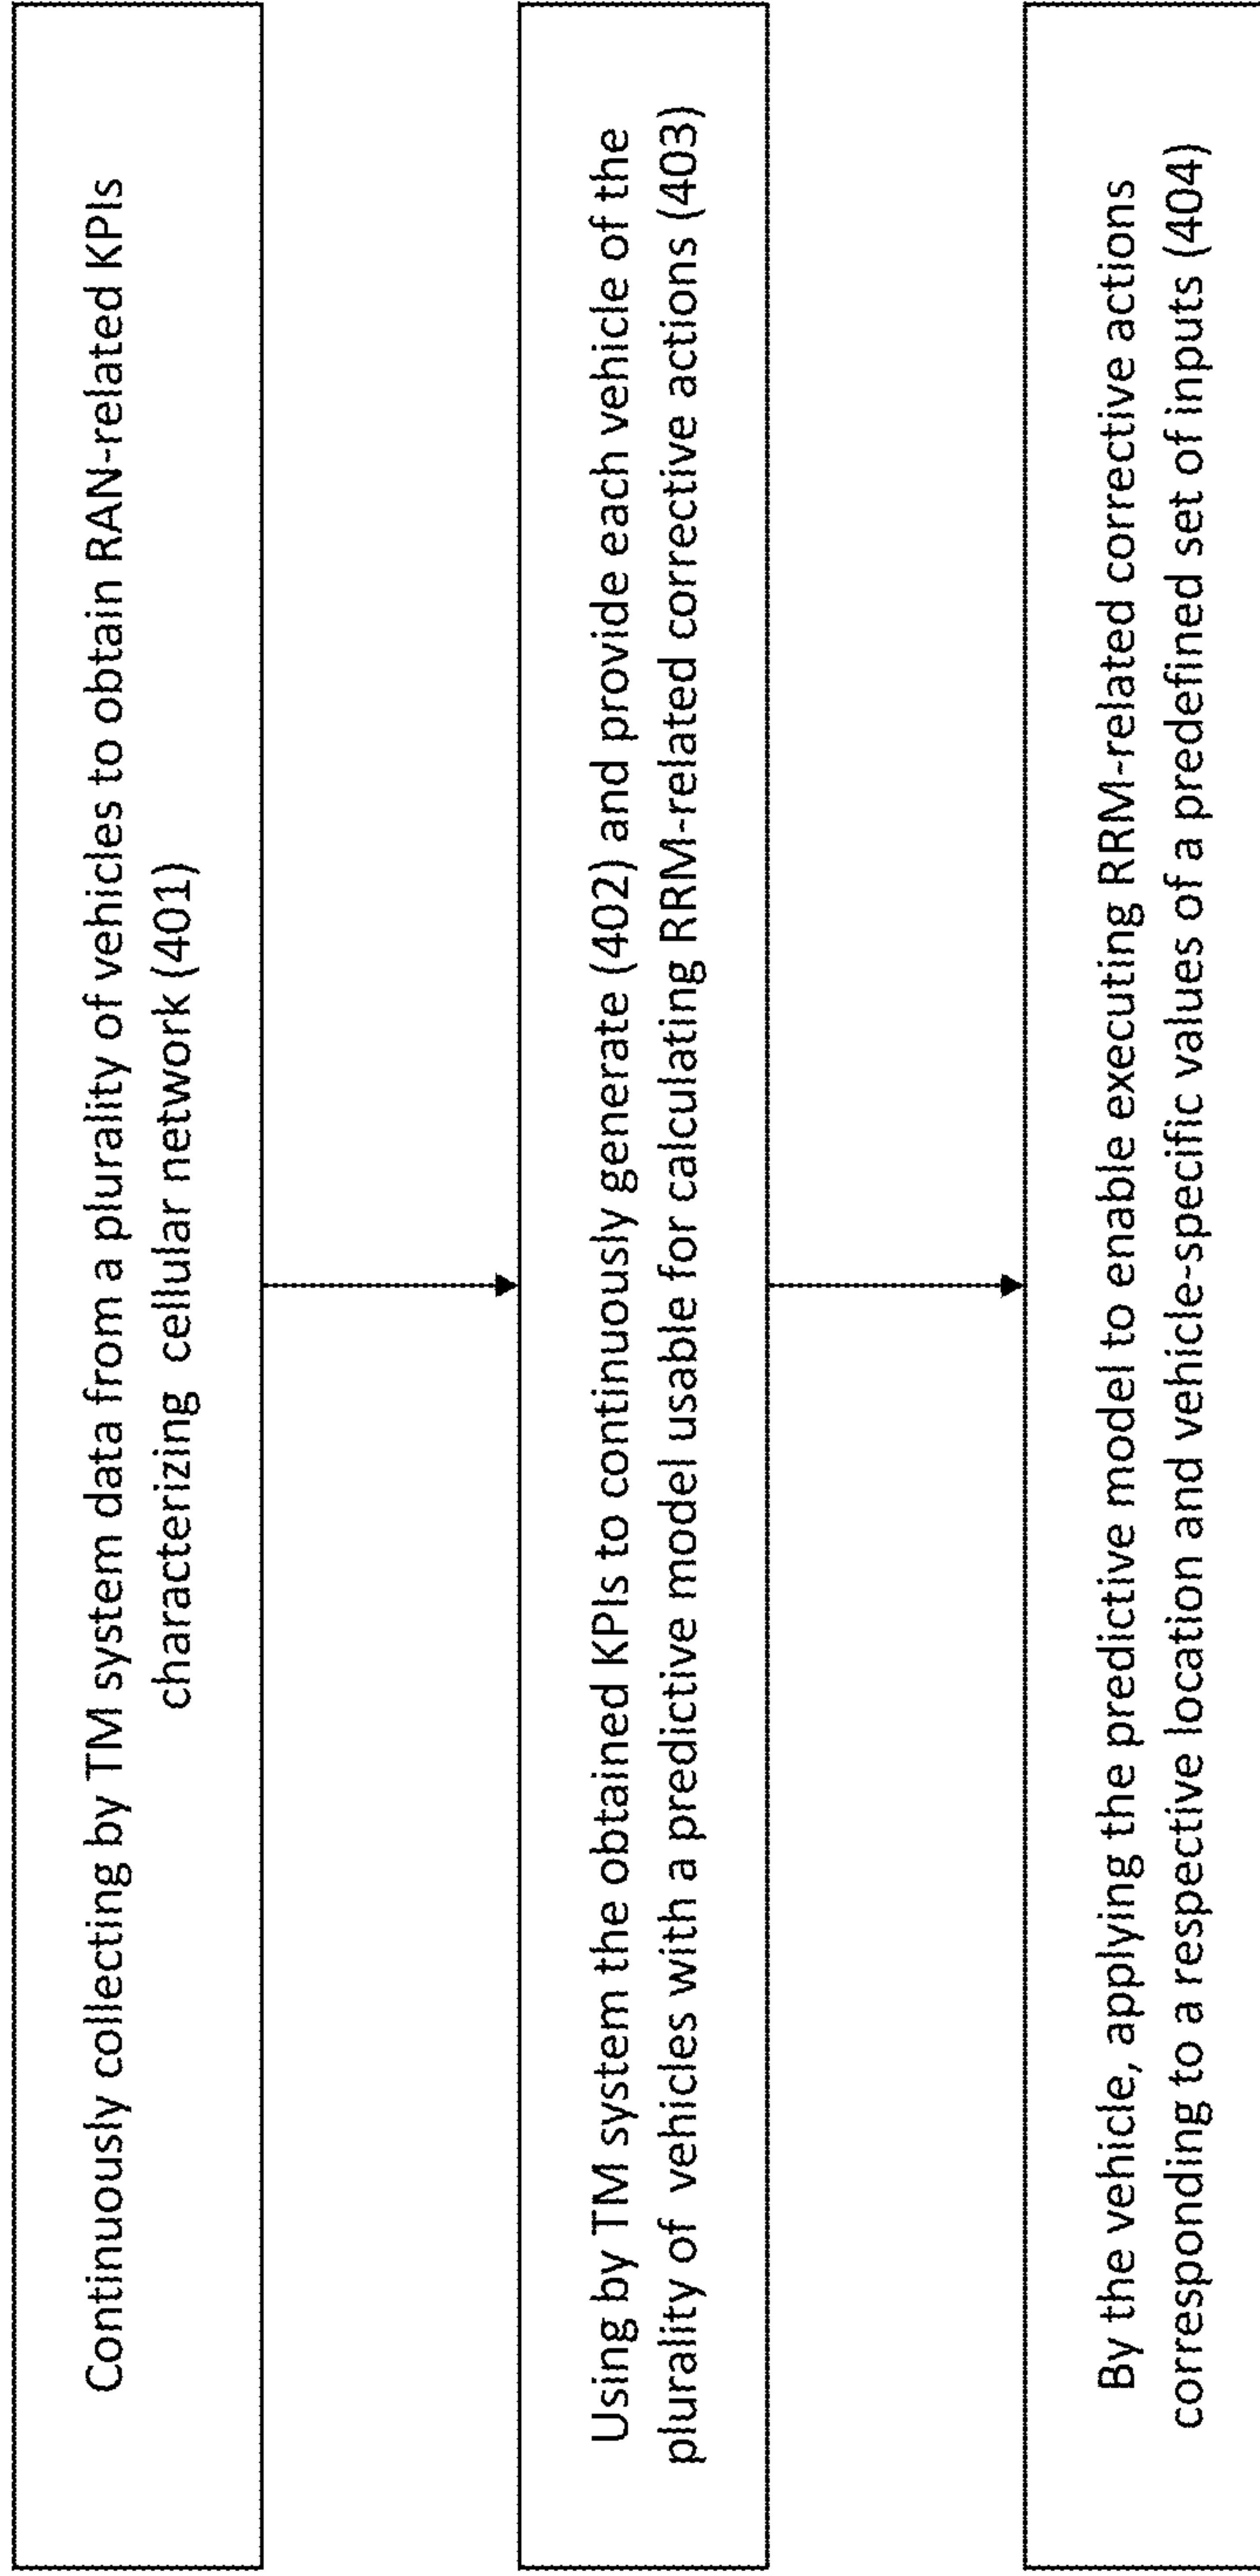 Continuously collecting by TM system data from a plurality of vehicles to obtain RAN-related KPIs
characterizing cellular network (401)
Using by TM system the obtained KPIs to continuously generate (402) and provide each vehicle of the
plurality of vehicles with a predictive model usable for calculating RRM-related corrective actions (403)
By the vehicle, applying the predictive model to enable executing RRM-related corrective actions
corresponding to a respective location and vehicle-specific values of a predefined set of inputs (404)